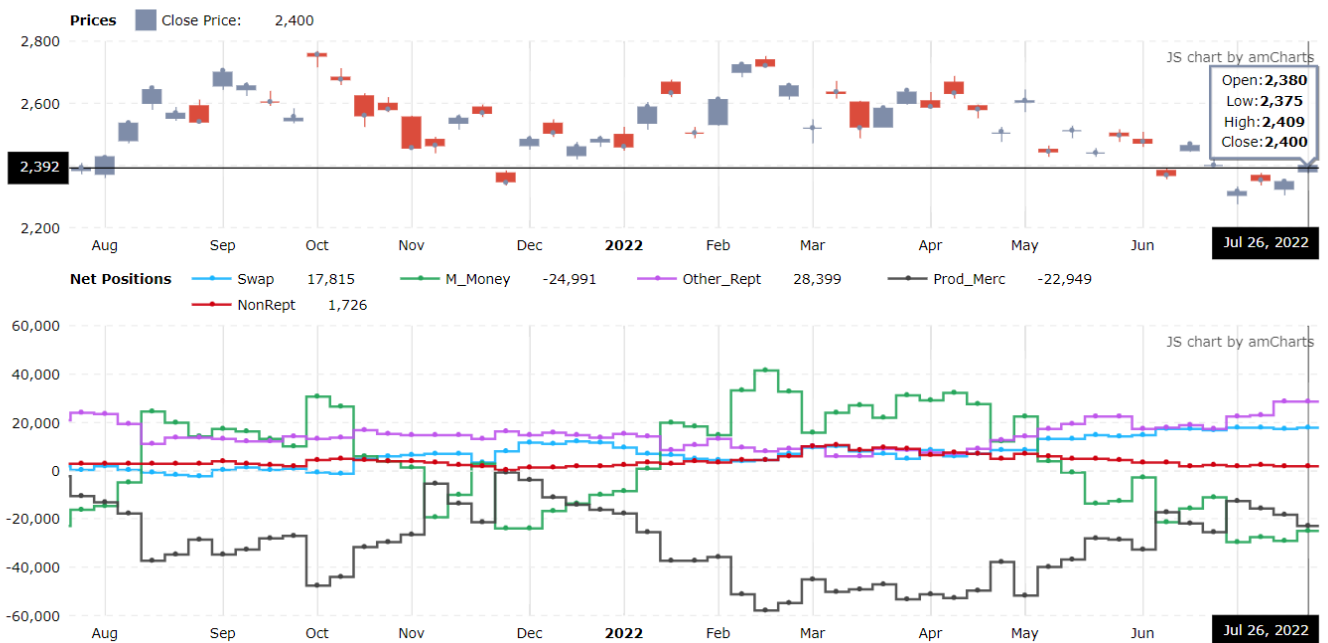 Prices Close Price: 2,400
2,800
JS chart by amCharts
Open:2,380
Low:2,375
High:2,409
Close:2,400
2,600
2,392
2,200
Aug Sep Oct Nov Dec 2022 Feb Mar Apr May Jun Jul 26, 2022
Net Positions Swap 17,815 M_Money -24,991 Other_Rept 28,399 Prod_Merc -22,949
NonRept 1,726
60,000
JS chart by amCharts
40,000
20,000
0
-20,000
-40,000
-60,000
Aug Sep Oct Nov Dec 2022 Feb Mar Apr May Jun Jul 26, 2022